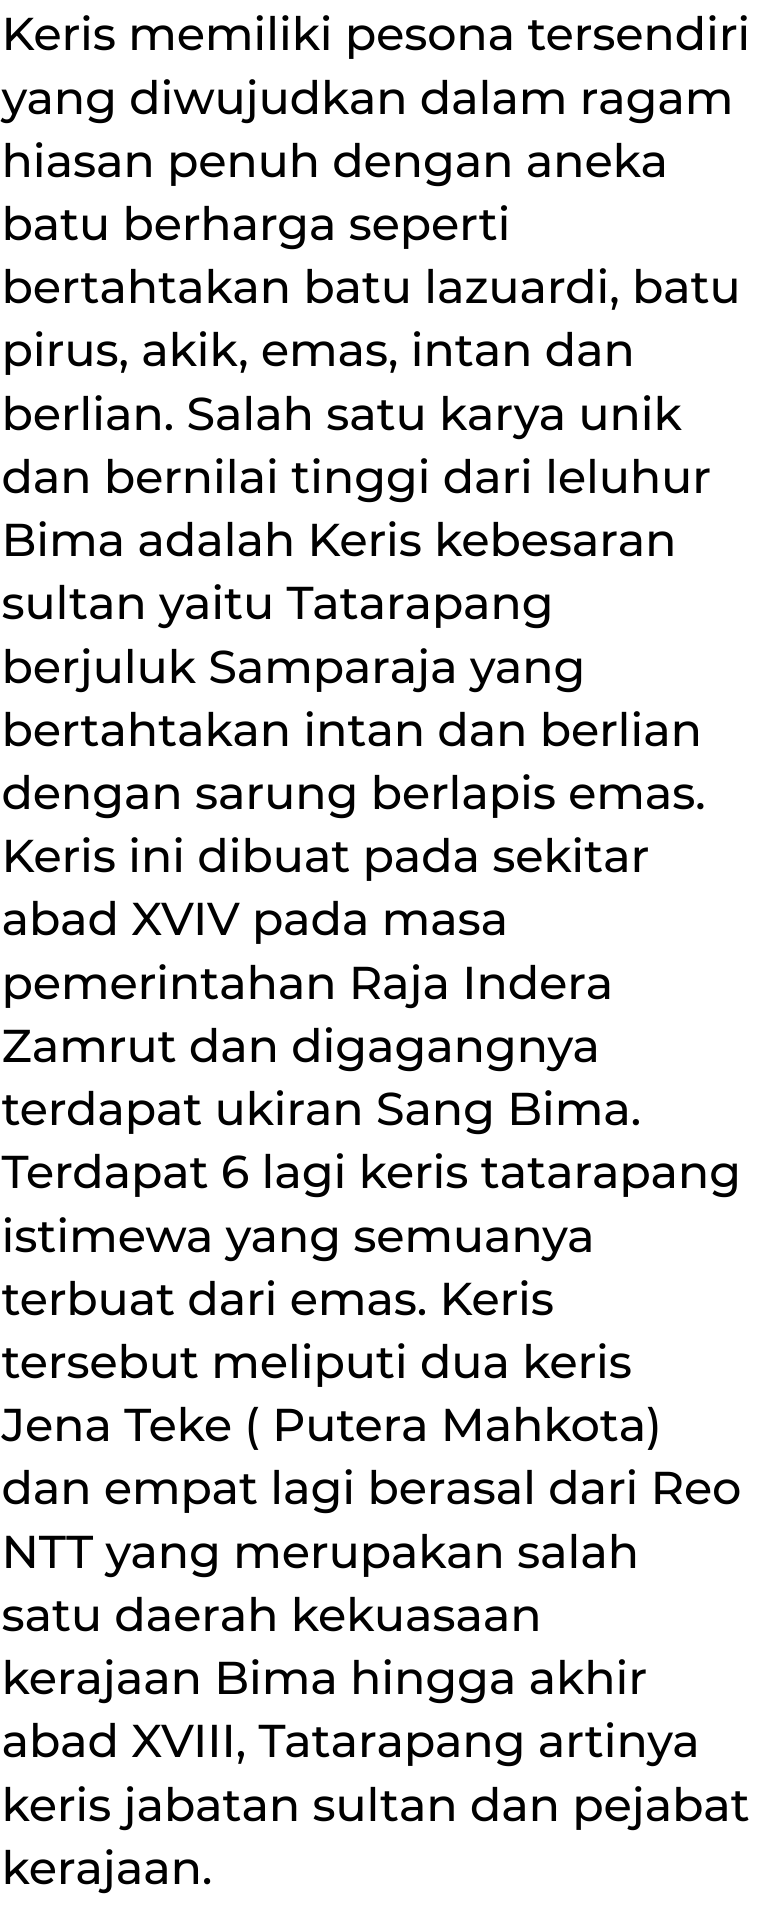 Keris memiliki pesona tersendiri
yang diwujudkan dalam ragam
hiasan penuh dengan aneka
batu berharga seperti
bertahtakan batu lazuardi, batu
pirus, akik, emas, intan dan
berlian. Salah satu karya unik
dan bernilai tinggi dari leluhur
Bima adalah Keris kebesaran
sultan yaitu Tatarapang
berjuluk Samparaja yang
bertahtakan intan dan berlian
dengan sarung berlapis emas.
Keris ini dibuat pada sekitar
abad XVIV pada masa
pemerintahan Raja Indera
Zamrut dan digagangnya
terdapat ukiran Sang Bima.
Terdapat 6 lagi keris tatarapang
istimewa yang semuanya
terbuat dari emas. Keris
tersebut meliputi dua keris
Jena Teke ( Putera Mahkota)
dan empat lagi berasal dari Reo
NTT yang merupakan salah
satu daerah kekuasaan
kerajaan Bima hingga akhir
abad XVIII, Tatarapang artinya
keris jabatan sultan dan pejabat
kerajaan.